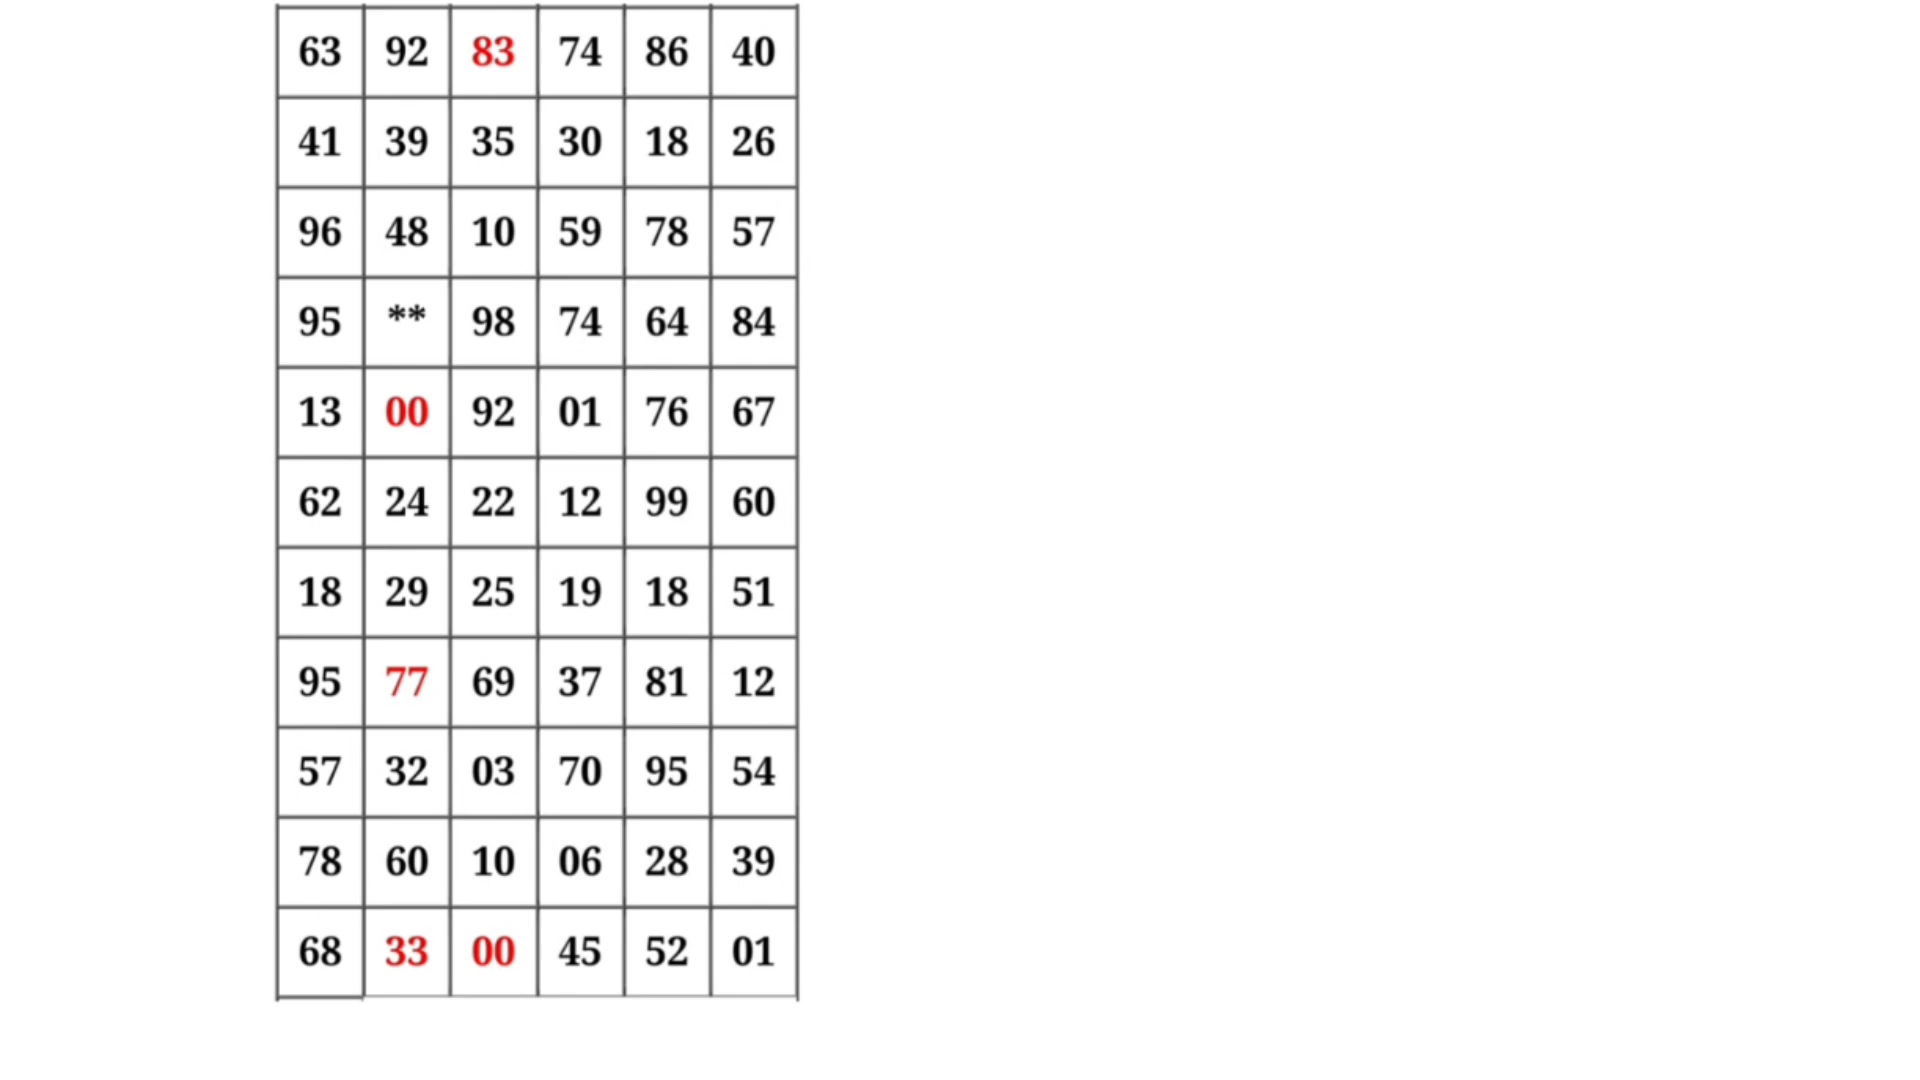 63 92 83 74 86 40
41 39 35 30 18 26
96 48 10 59 78 57
95 ** 98 74 64 84
13 00 92 01 76 67
62 24 22 12 99 60
18 29 25 19 18 51
95 77 69 37 81 12
57 32 03 70 95 54
78 60 10 06 28 39
68 33 00 45 52 01